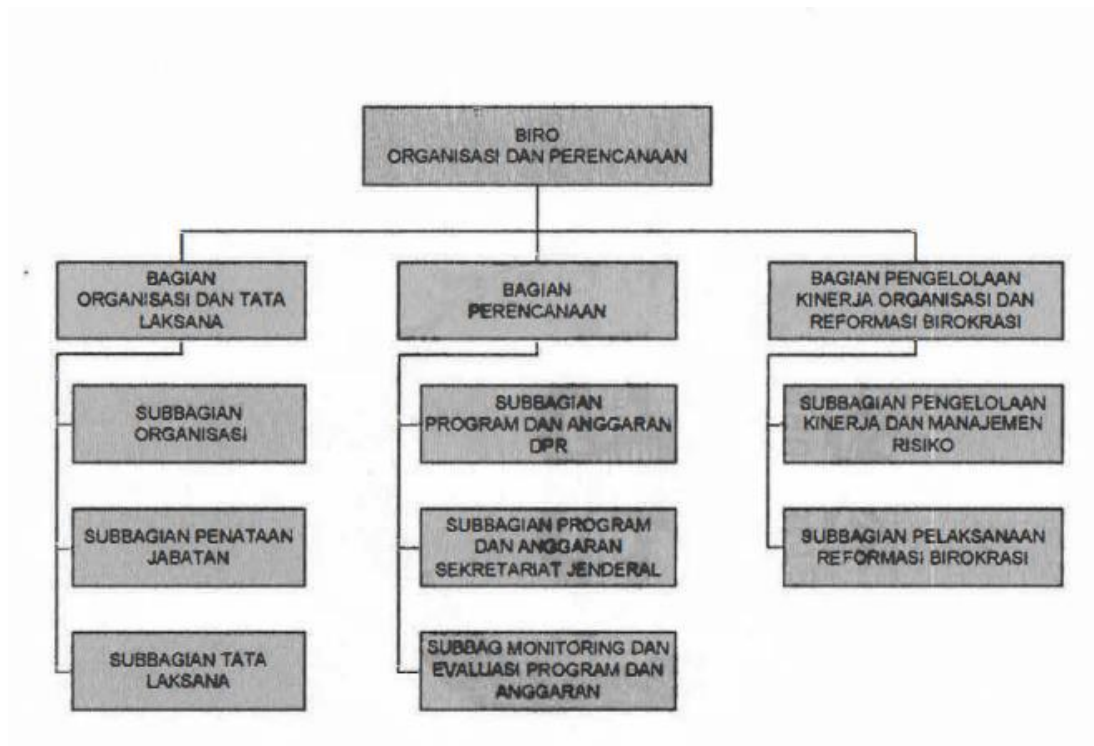 BIRO
ORGANISASI DAN PERENCANAAN
BAGIAN
ORGANISASI DAN TATA
LAKSANA
SUBBAGIAN
ORGANISASI
SUBBAGIAN PENATAAN
JABATAN
SUBBAGIAN TATA
LAKSANA
BAGIAN
PERENCANAAN
SUBBAGIAN
PROGRAM DAN ANGGARAN
DPR
SUBBAGIAN PROGRAM
DAN ANGGARAN
SEKRETARIAT JENDERAL
SUBBAG MONITORING DAN
EVALUASI PROGRAM DAN
ANGGARAN
BAGIAN PENGELOLAAN
KINERJA ORGANISASI DAN
REFORMASI BIROKRASI
SUBBAGIAN PENGELOLAAN
KINERJA DAN MANAJEMEN
RISIKO
SUBBAGIAN PELAKSANAAN
REFORMASI BIROKRASI